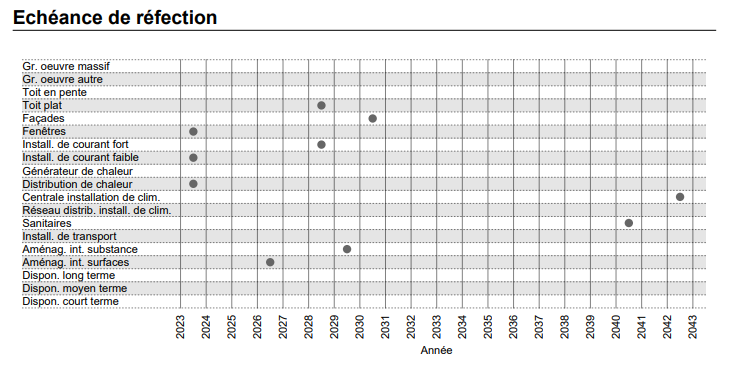 Echéance de réfection
Gr. oeuvre massif
Gr. oeuvre autre
Toit en pente
Toit plat
Façades
Fenêtres
Install. de courant fort
Install. de courant faible
Générateur de chaleur
Distribution de chaleur
Centrale installation de clim.
Réseau distrib. install. de clim.
Sanitaires
Install. de transport
Aménag. int. substance
Aménag. int. surfaces
Dispon. long terme
Dispon. moyen terme
Dispon. court terme
2023 2024 2025 2026 2027 2028 2029 2030 2031 2032 2033 2034 2035 2036 2037 2038 2039 2040 2041 2042 2043
Année